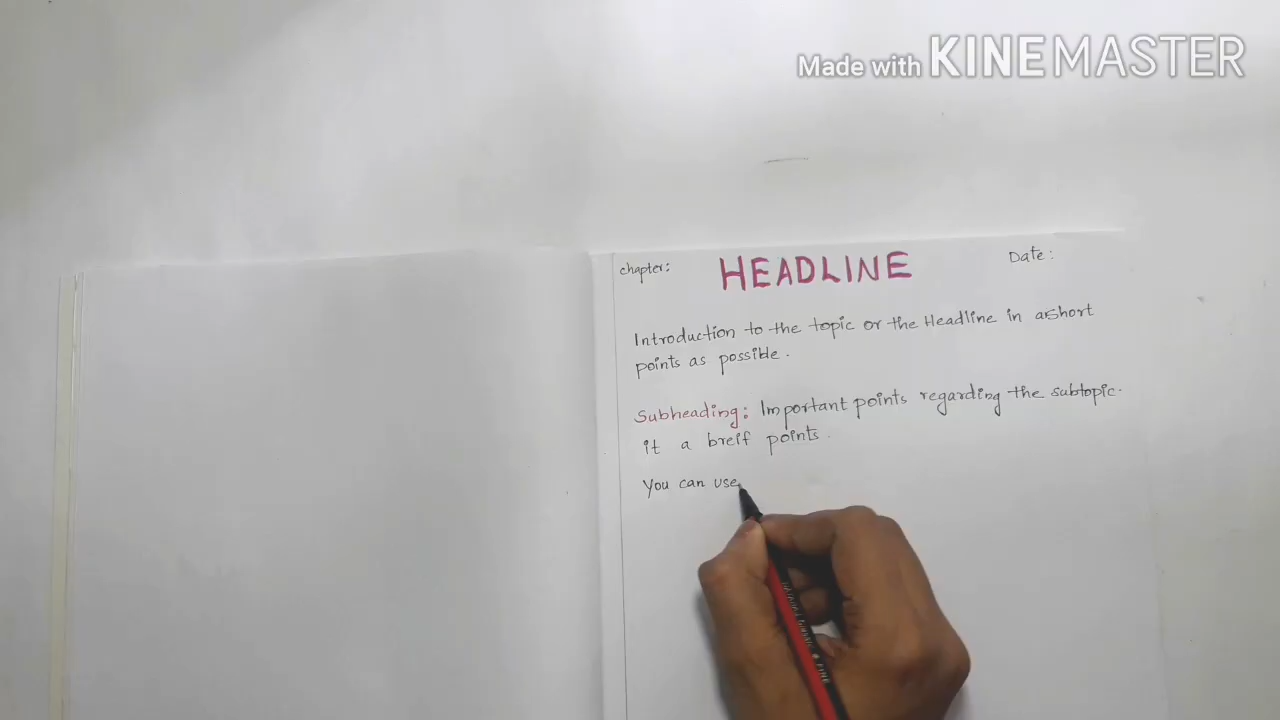 Made with KINEMASTER
chapter: HEADLINE Date:
Introduction to the topic or the Headline in a short
points as possible.
Subheading: Important points regarding the subtopic.
it a breif points.
You can use